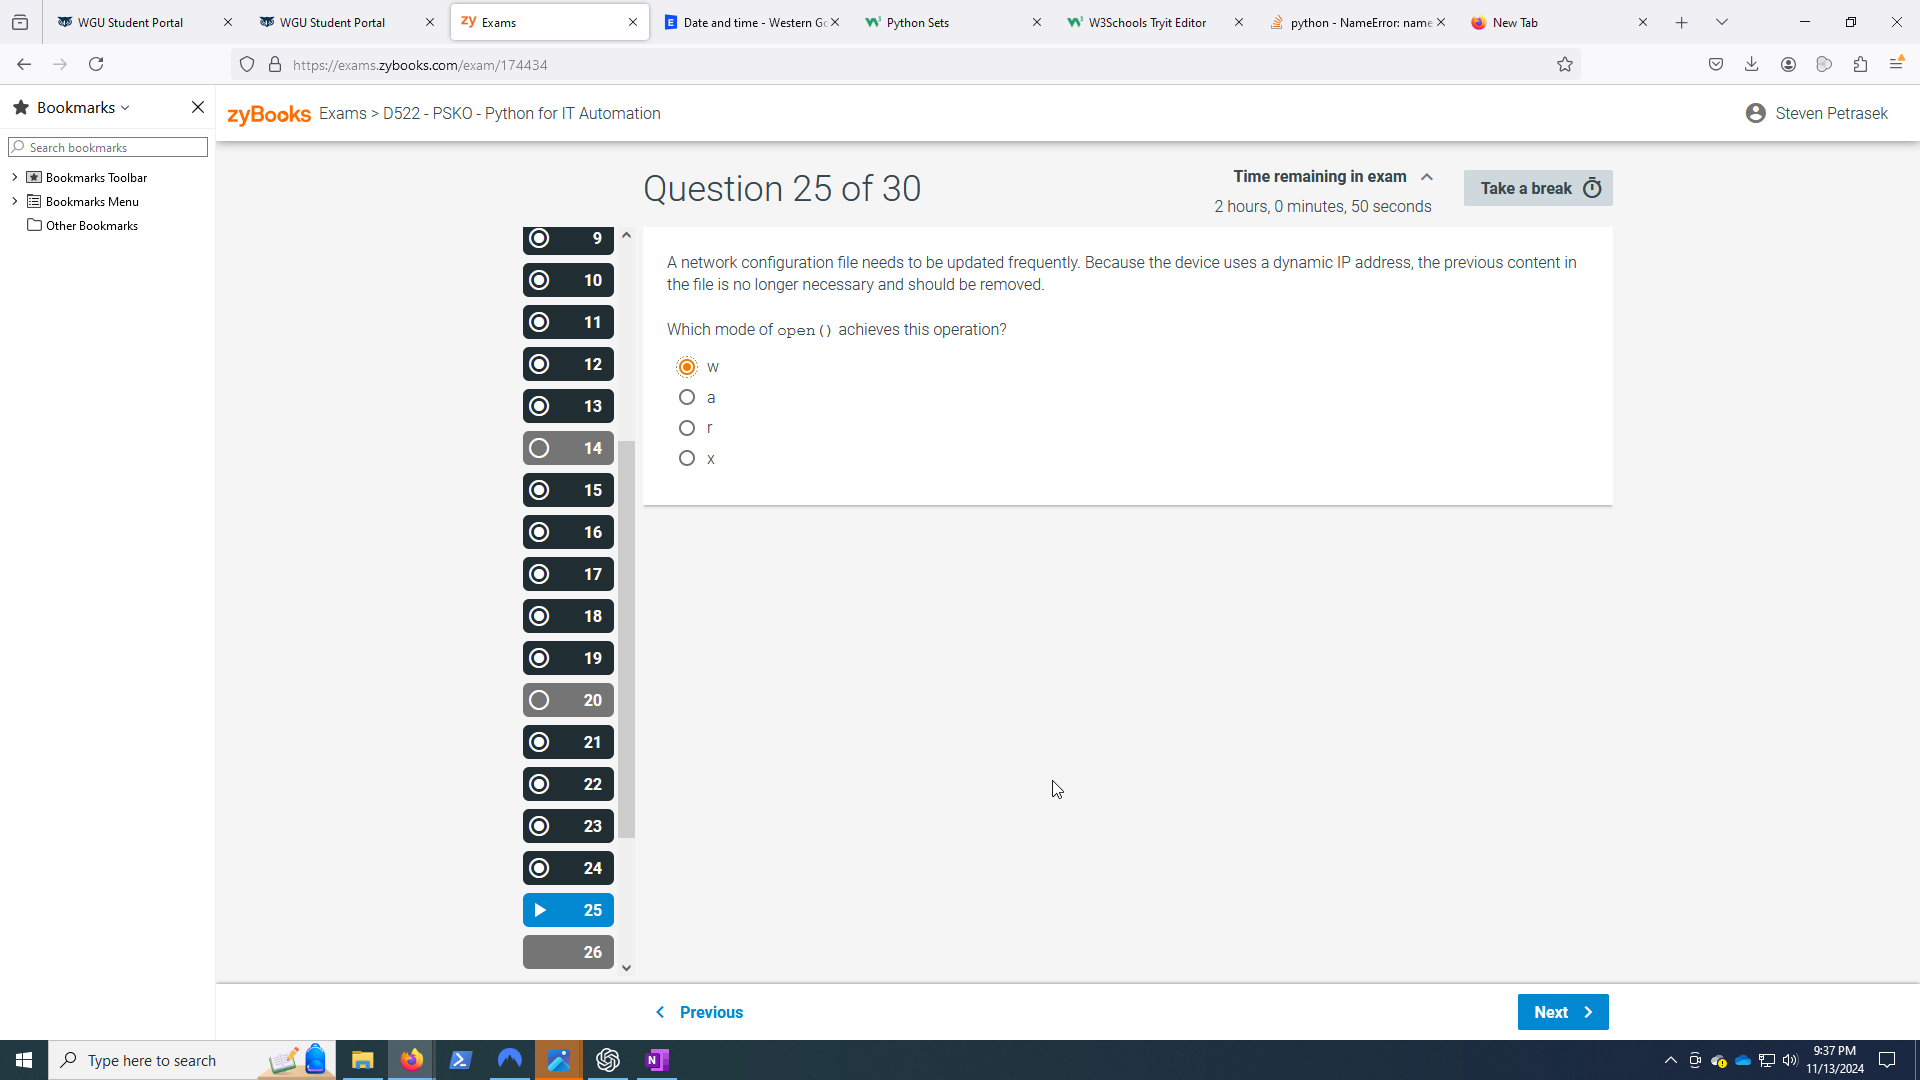 WGU Student Portal
WGU Student Portal
zy Exams
E Date and time - Western Go
Python Sets
W3Schools Tryit Editor
python - NameError: name
New Tab
https://exams.zybooks.com/exam/174434
Bookmarks
Search bookmarks
Bookmarks Toolbar
Bookmarks Menu
Other Bookmarks
zyBooks Exams > D522 - PSKO - Python for IT Automation
Steven Petrasek
Question 25 of 30
Time remaining in exam
2 hours, 0 minutes, 50 seconds
Take a break
9
10
11
12
13
14
15
16
17
18
19
20
21
22
23
24
25
26
A network configuration file needs to be updated frequently. Because the device uses a dynamic IP address, the previous content in
the file is no longer necessary and should be removed.
Which mode of open() achieves this operation?
w
a
r
x
Previous
Next
Type here to search
N
9:37 PM
11/13/2024